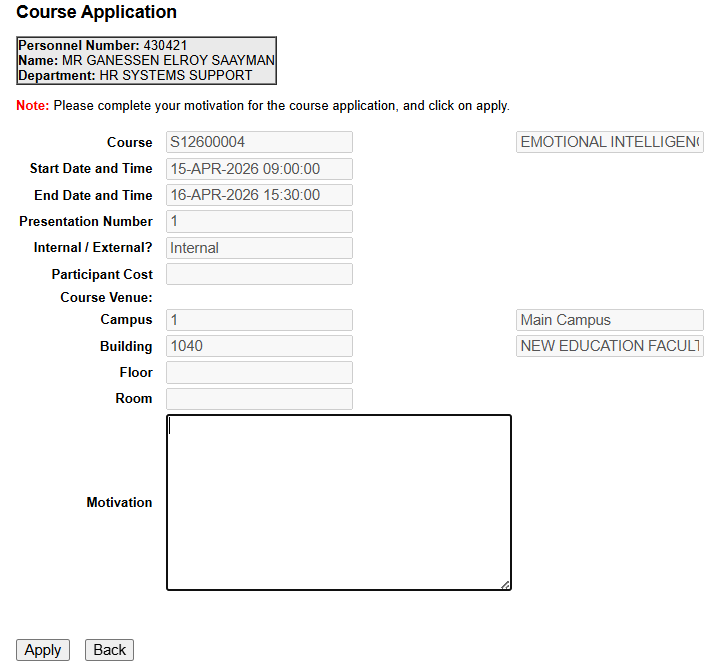 Course Application
Personnel Number: 430421
Name: MR GANESSEN ELROY SAAYMAN
Department: HR SYSTEMS SUPPORT
Note: Please complete your motivation for the course application, and click on apply.
Course S12600004 EMOTIONAL INTELLIGEN
Start Date and Time 15-APR-2026 09:00:00
End Date and Time 16-APR-2026 15:30:00
Presentation Number 1
Internal / External? Internal
Participant Cost
Course Venue:
Campus 1 Main Campus
Building 1040 NEW EDUCATION FACULT
Floor
Room
Motivation
Apply Back